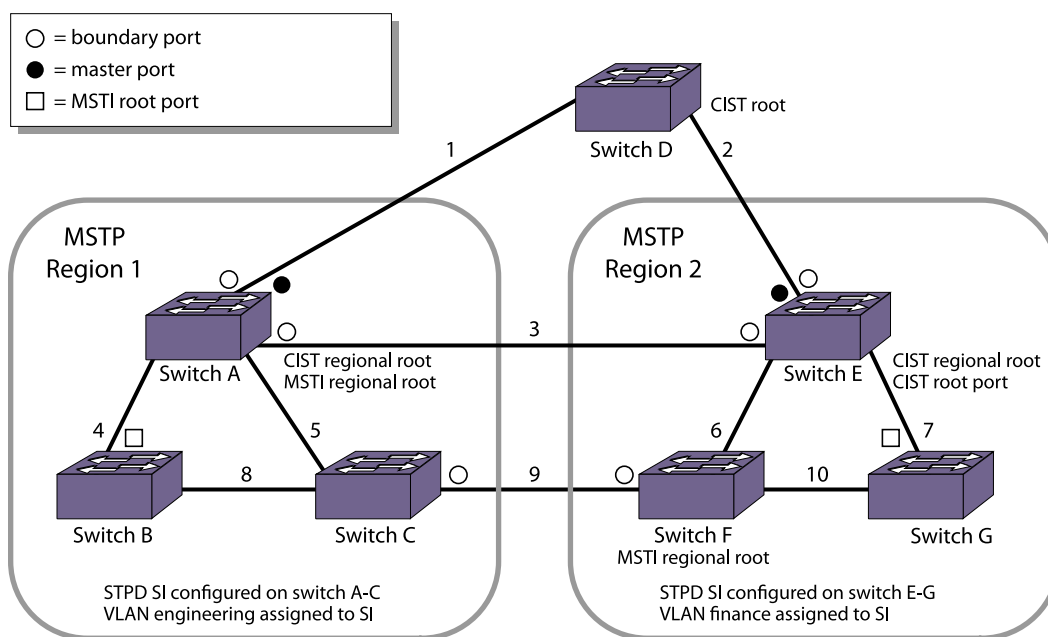 = boundary port
= master port
= MSTI root port
CIST root
Switch D
1
2
MSTP
Region 1
MSTP
Region 2
3
Switch A
CIST regional root
MSTI regional root
Switch E
CIST regional root
CIST root port
4
5
6
7
8
9
10
Switch B
Switch C
Switch F
MSTI regional root
Switch G
STPD SI configured on switch A-C
VLAN engineering assigned to SI
STPD SI configured on switch E-G
VLAN finance assigned to SI